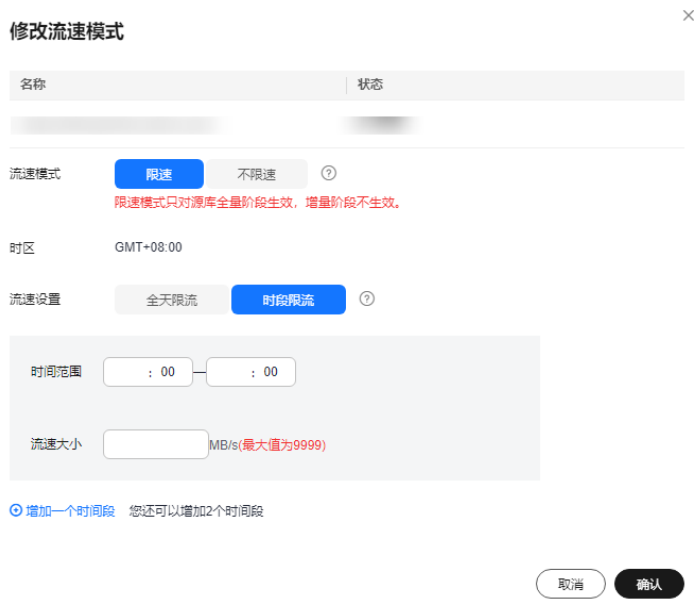 修改流速模式
名称 状态
流速模式 限速 不限速 ?
限速模式只对源库全量阶段生效，增量阶段不生效。
时区 GMT+08:00
流速设置 全天限流 时段限流 ?
时间范围 : 00 — : 00
流速大小 MB/s(最大值为9999)
增加一个时间段 您还可以增加2个时间段
取消 确认